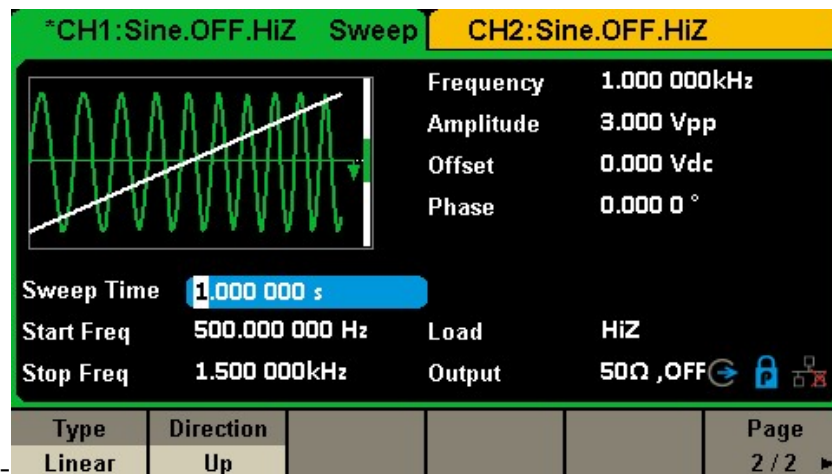 *CH1:Sine.OFF.HiZ Sweep CH2:Sine.OFF.HiZ
Frequency 1.000 000kHz
Amplitude 3.000 Vpp
Offset 0.000 Vdc
Phase 0.000 0 °
Sweep Time 1.000 000 s
Start Freq 500.000 000 Hz Load HiZ
Stop Freq 1.500 000kHz Output 50Ω ,OFF P
Type Direction Page
Linear Up 2/2